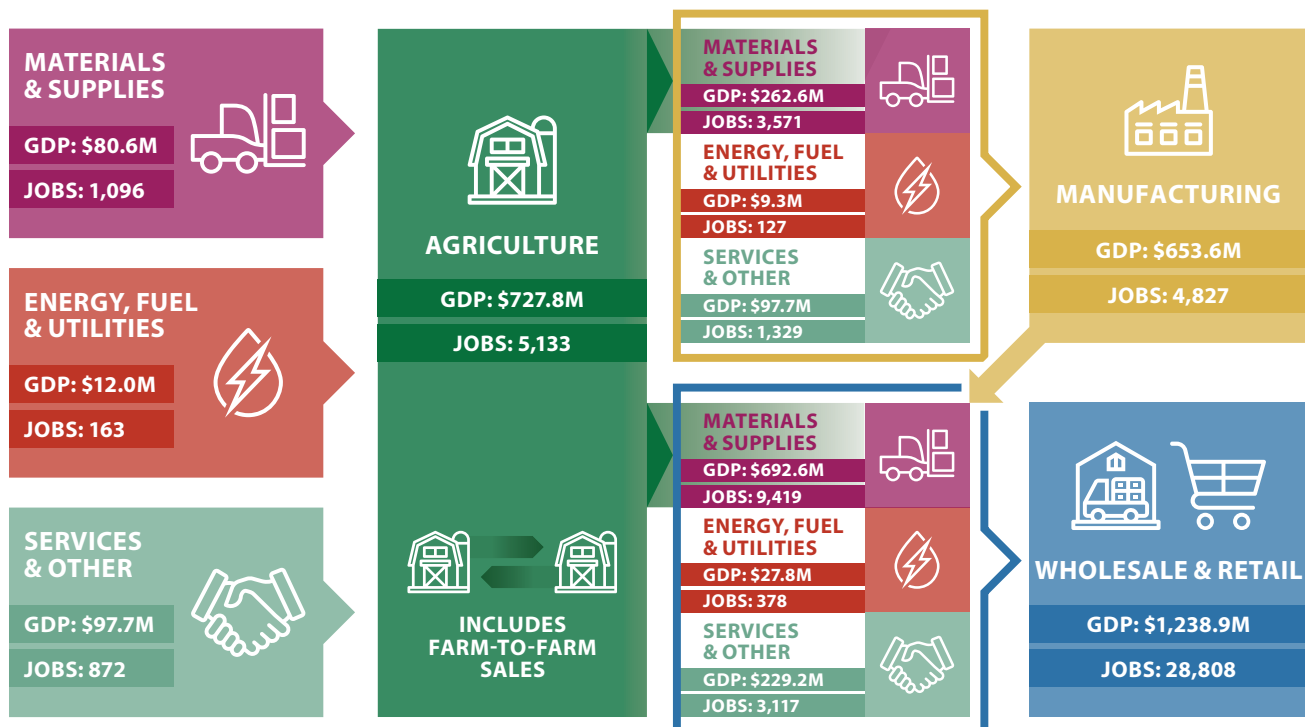 MATERIALS
& SUPPLIES
GDP: $80.6M
JOBS: 1,096
ENERGY, FUEL
& UTILITIES
GDP: $12.0M
JOBS: 163
SERVICES
& OTHER
GDP: $97.7M
JOBS: 872
AGRICULTURE
GDP: $727.8M
JOBS: 5,133
INCLUDES
FARM-TO-FARM
SALES
MATERIALS
& SUPPLIES
GDP: $262.6M
JOBS: 3,571
ENERGY, FUEL
& UTILITIES
GDP: $9.3M
JOBS: 127
SERVICES
& OTHER
GDP: $97.7M
JOBS: 1,329
MATERIALS
& SUPPLIES
GDP: $692.6M
JOBS: 9,419
ENERGY, FUEL
& UTILITIES
GDP: $27.8M
JOBS: 378
SERVICES
& OTHER
GDP: $229.2M
JOBS: 3,117
MANUFACTURING
GDP: $653.6M
JOBS: 4,827
WHOLESALE & RETAIL
GDP: $1,238.9M
JOBS: 28,808